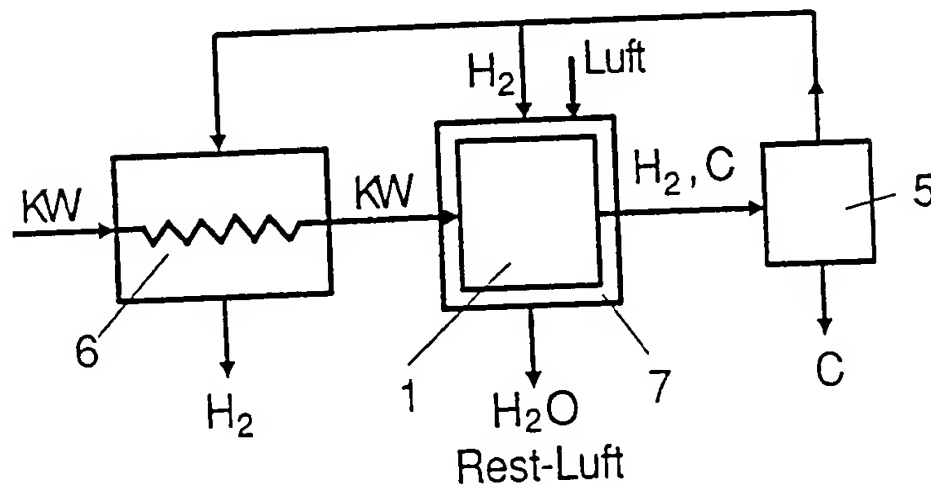 H₂ Luft
KW KW H₂, C 5
6 1 7
H₂ H₂O C
Rest-Luft